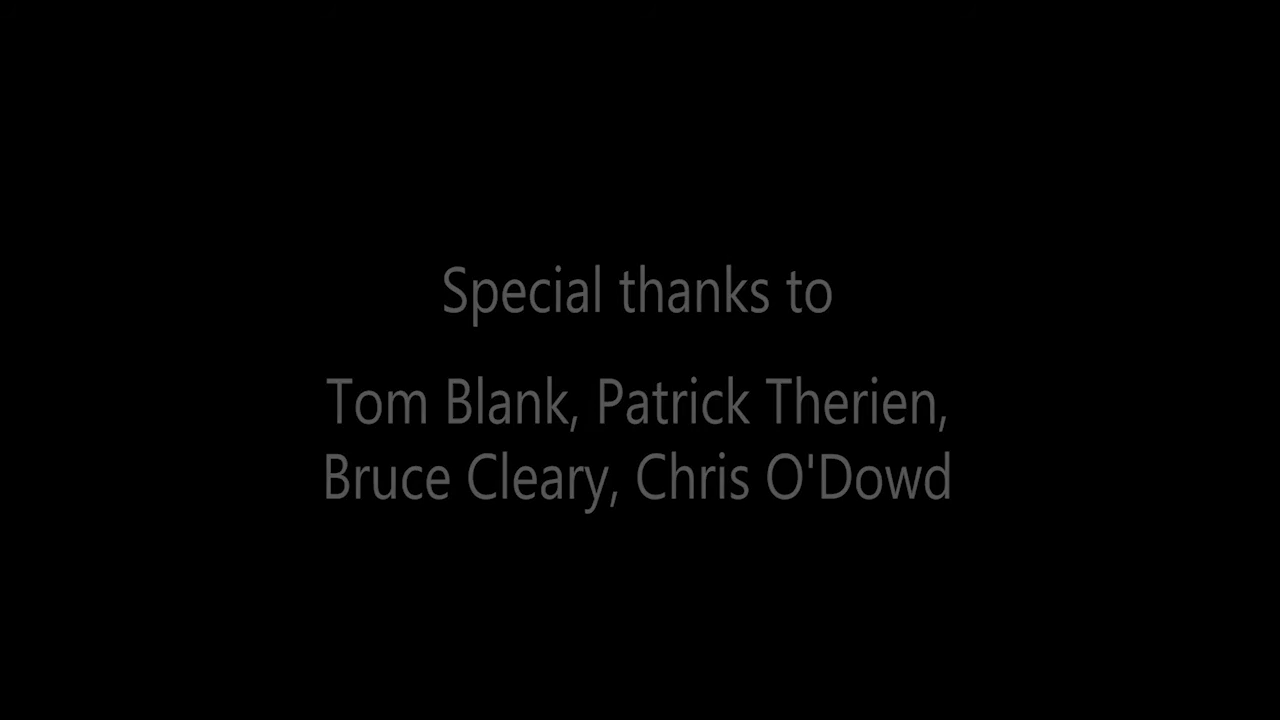 Special thanks to
Tom Blank, Patrick Therien,
Bruce Cleary, Chris O'Dowd